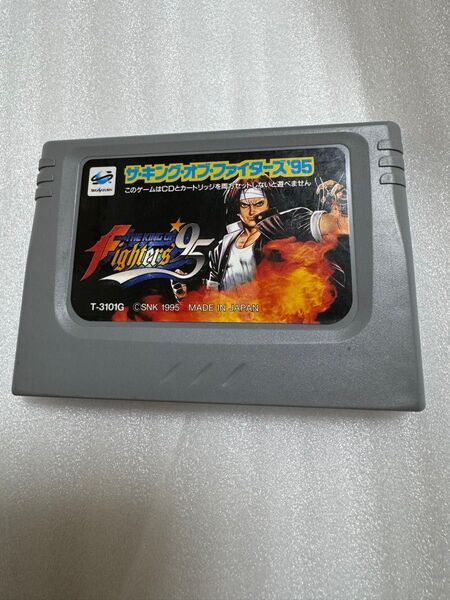 ザ・キング・オブ・ファイターズ'95
このゲームはCDとカートリッジを両方セットしないと遊べません
SEGA SATURN
THE KING OF
Fighters '95
T-3101G ©SNK 1995 MADE IN JAPAN